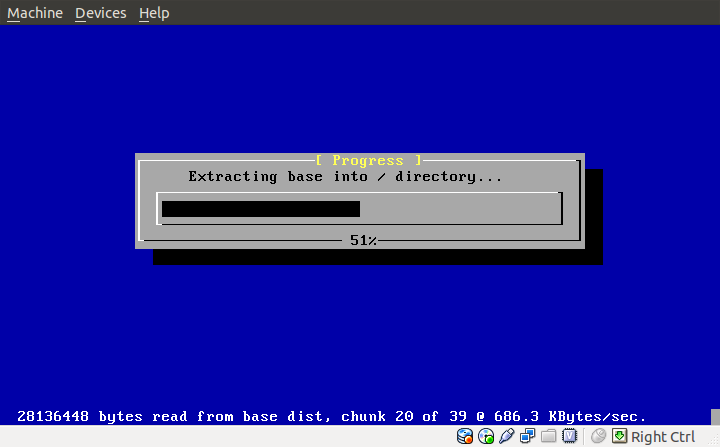 Machine Devices Help
[ Progress ]
Extracting base into / directory...
51%
28136448 bytes read from base dist, chunk 20 of 39 @ 686.3 KBytes/sec.
Right Ctrl